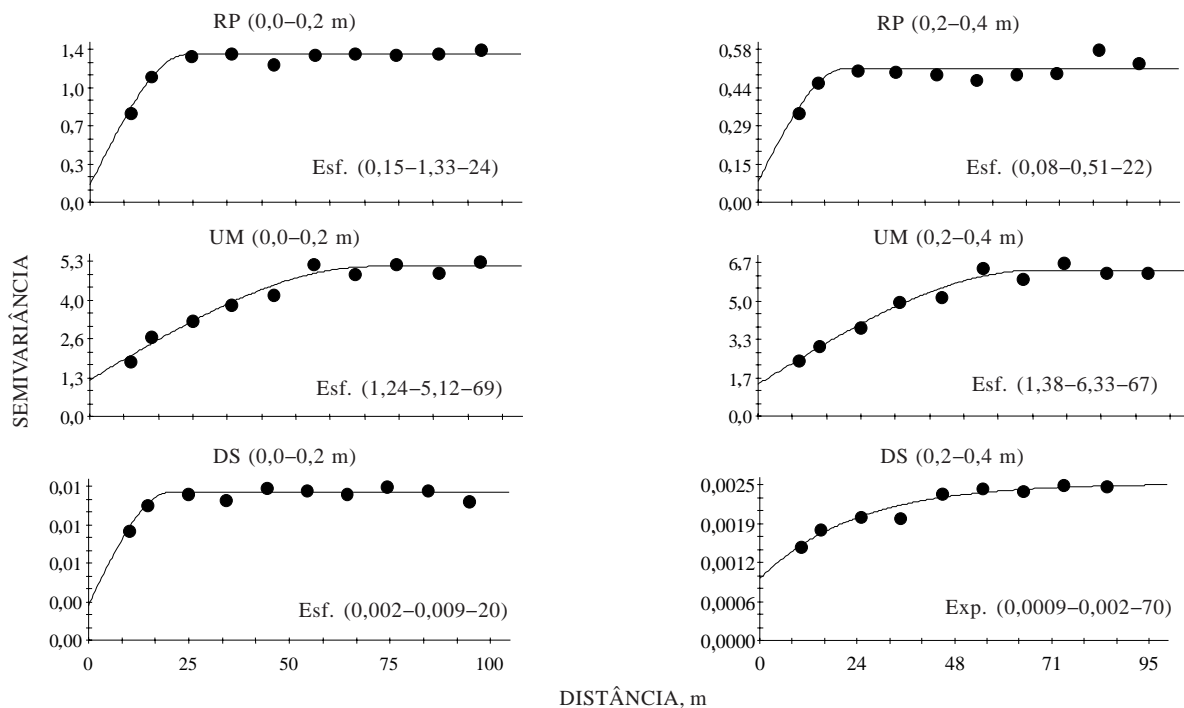 RP (0,0–0,2 m)
1,4
1,0
0,7
0,3
0,0
Esf. (0,15–1,33–24)
RP (0,2–0,4 m)
0,58
0,44
0,29
0,15
0,00
Esf. (0,08–0,51–22)
SEMIVARIÂNCIA
UM (0,0–0,2 m)
5,3
4,0
2,6
1,3
0,0
Esf. (1,24–5,12–69)
UM (0,2–0,4 m)
6,7
5,0
3,3
1,7
0,0
Esf. (1,38–6,33–67)
DS (0,0–0,2 m)
0,01
0,01
0,01
0,00
0,00
Esf. (0,002–0,009–20)
0
25
50
75
100
DS (0,2–0,4 m)
0,0025
0,0019
0,0012
0,0006
0,0000
Exp. (0,0009–0,002–70)
0
24
48
71
95
DISTÂNCIA, m